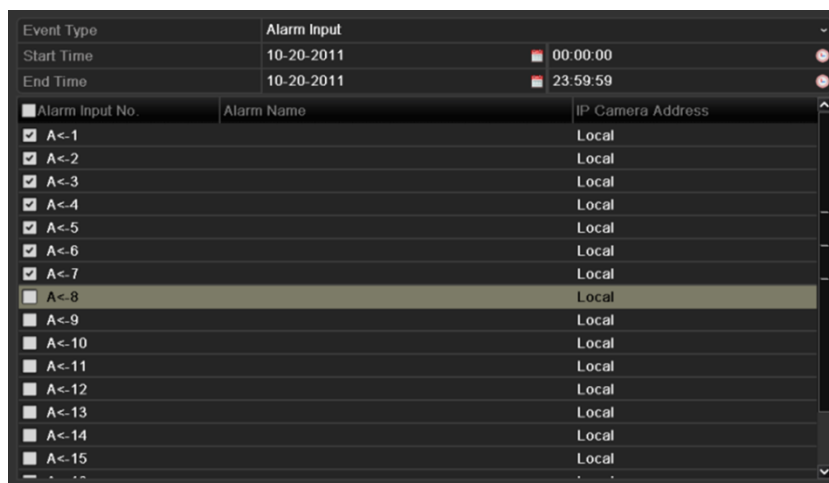 Event Type Alarm Input
Start Time 10-20-2011 00:00:00
End Time 10-20-2011 23:59:59
Alarm Input No. Alarm Name IP Camera Address
A<-1 Local
A<-2 Local
A<-3 Local
A<-4 Local
A<-5 Local
A<-6 Local
A<-7 Local
A<-8 Local
A<-9 Local
A<-10 Local
A<-11 Local
A<-12 Local
A<-13 Local
A<-14 Local
A<-15 Local